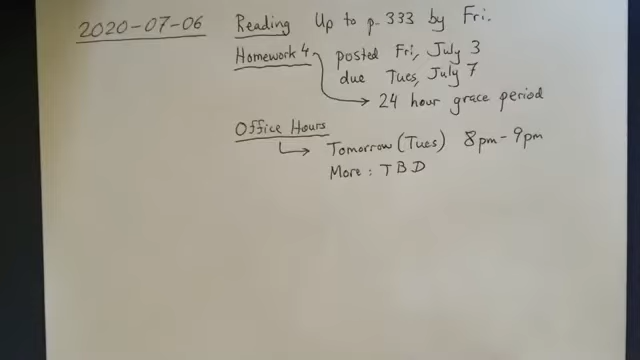 2020-07-06
Reading Up to p. 333 by Fri.
Homework 4 posted Fri, July 3
due Tues, July 7
24 hour grace period
Office Hours
Tomorrow (Tues) 8pm - 9pm
More: TBD